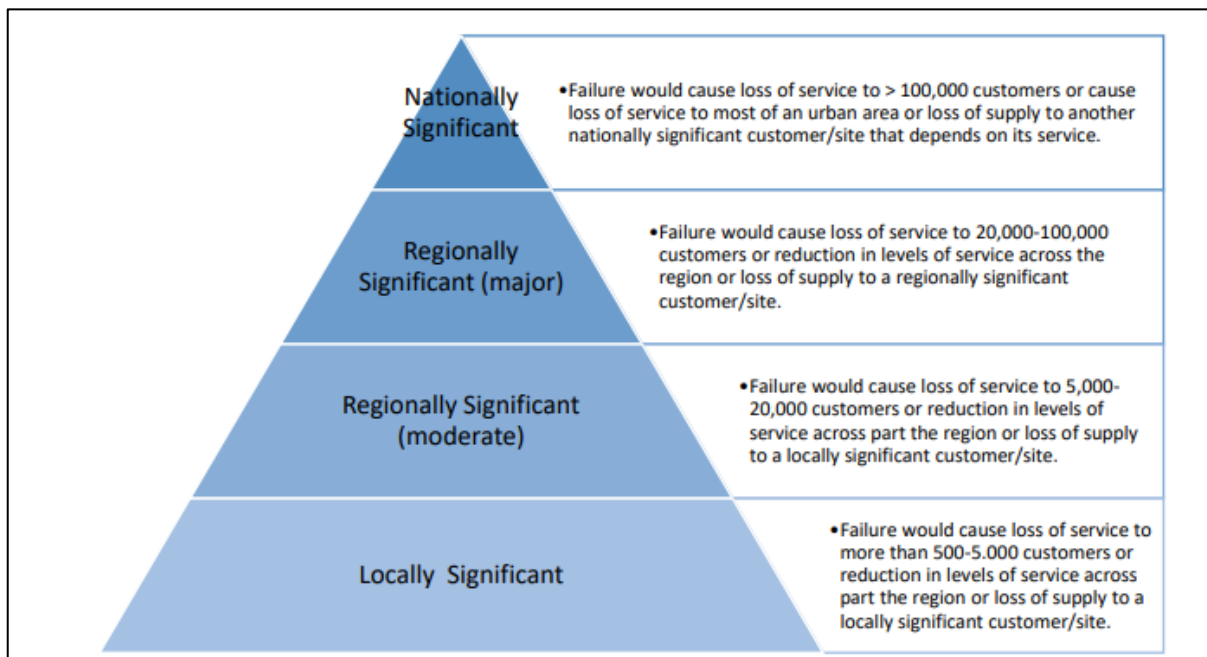 Nationally
Significant
•Failure would cause loss of service to > 100,000 customers or cause
loss of service to most of an urban area or loss of supply to another
nationally significant customer/site that depends on its service.
Regionally
Significant (major)
•Failure would cause loss of service to 20,000-100,000
customers or reduction in levels of service across the
region or loss of supply to a regionally significant
customer/site.
Regionally Significant
(moderate)
•Failure would cause loss of service to 5,000-
20,000 customers or reduction in levels of
service across part the region or loss of supply
to a locally significant customer/site.
Locally Significant
•Failure would cause loss of service to
more than 500-5.000 customers or
reduction in levels of service across
part the region or loss of supply to a
locally significant customer/site.